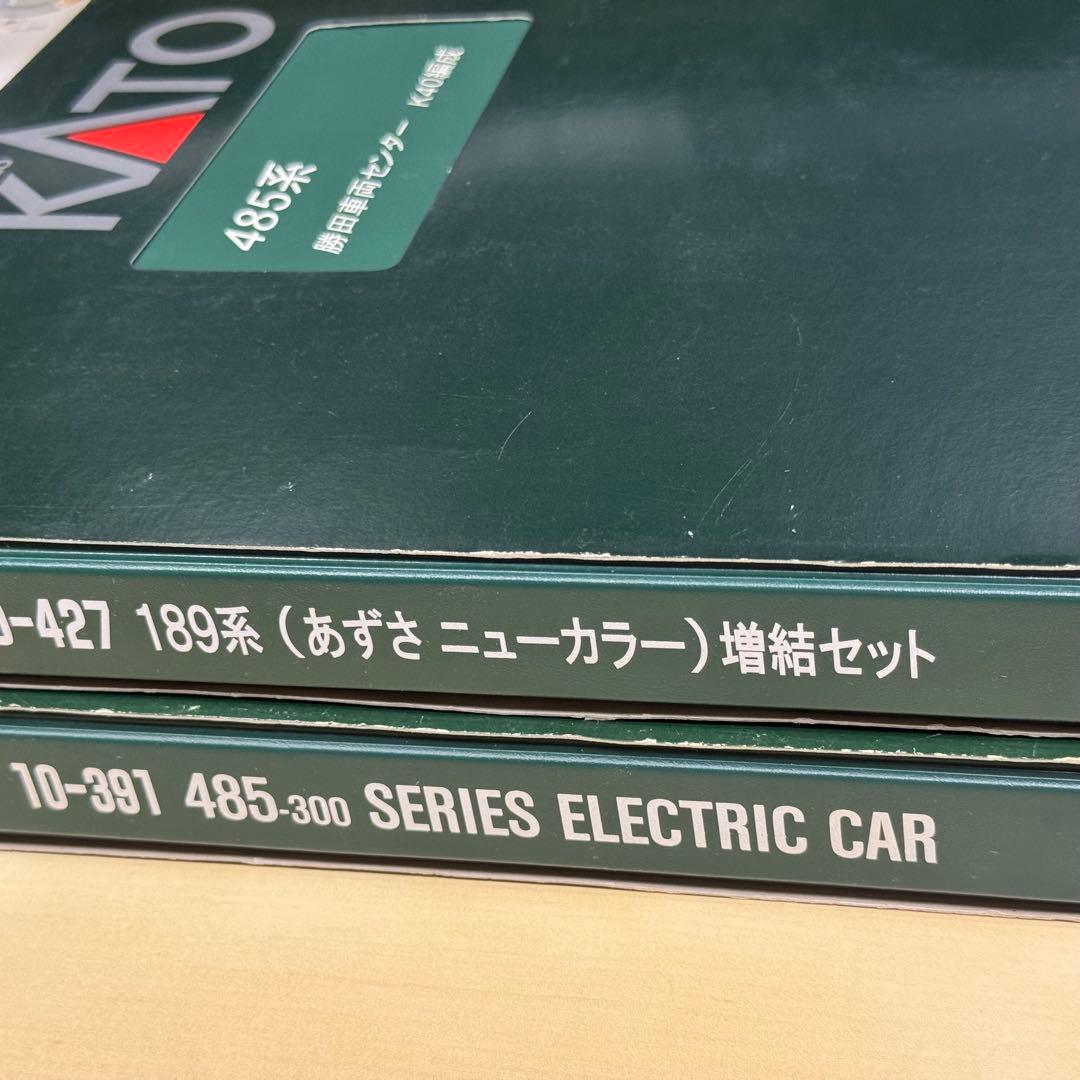 KATO
485系
勝田車両センター K40編成
-427 189系(あずさ ニューカラー)増結セット
10-391 485-300 SERIES ELECTRIC CAR